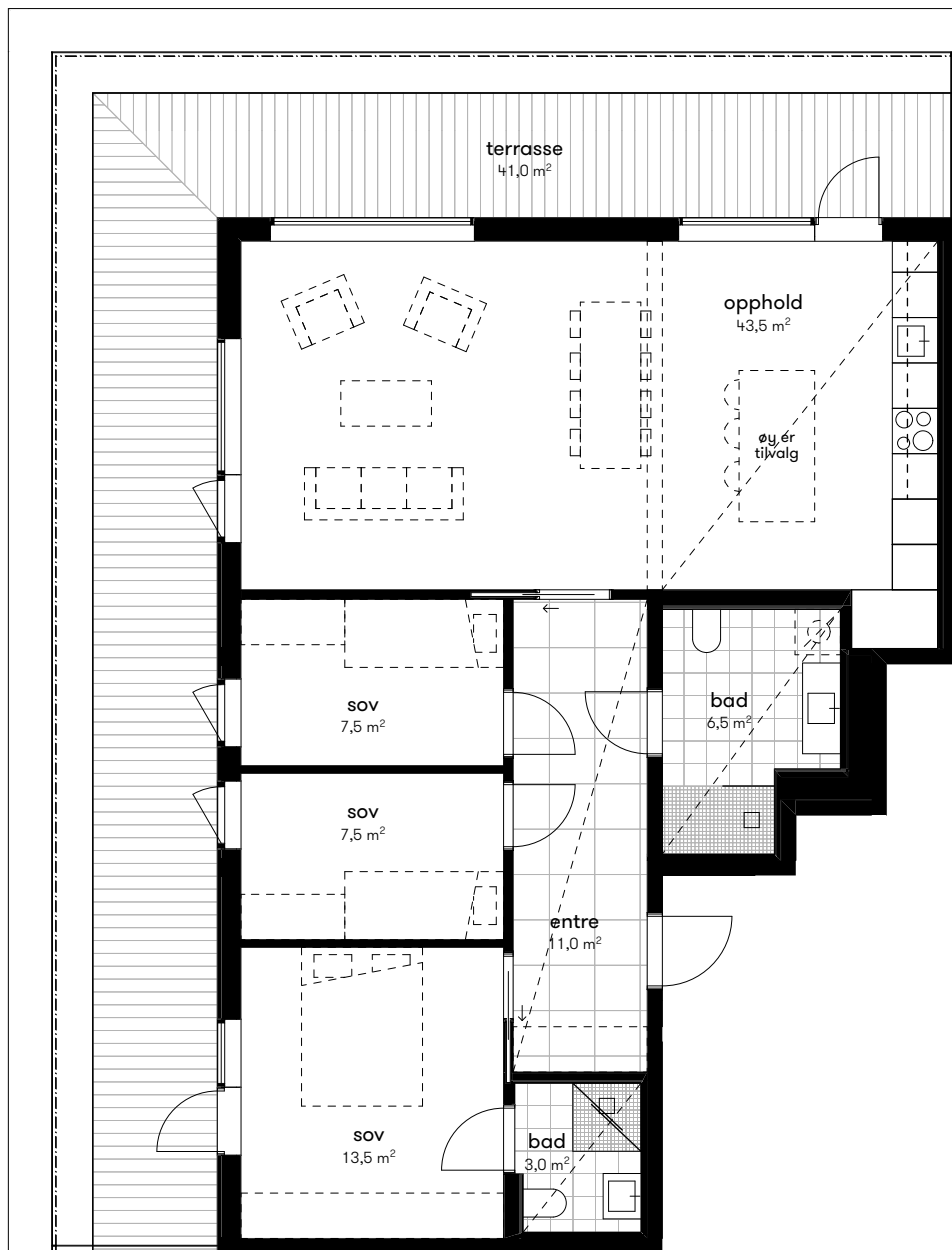 terrasse
41,0 m²
opphold
43,5 m²
øy er
tilvalg
sov
7,5 m²
bad
6,5 m²
sov
7,5 m²
entre
11,0 m²
sov
13,5 m²
bad
3,0 m²